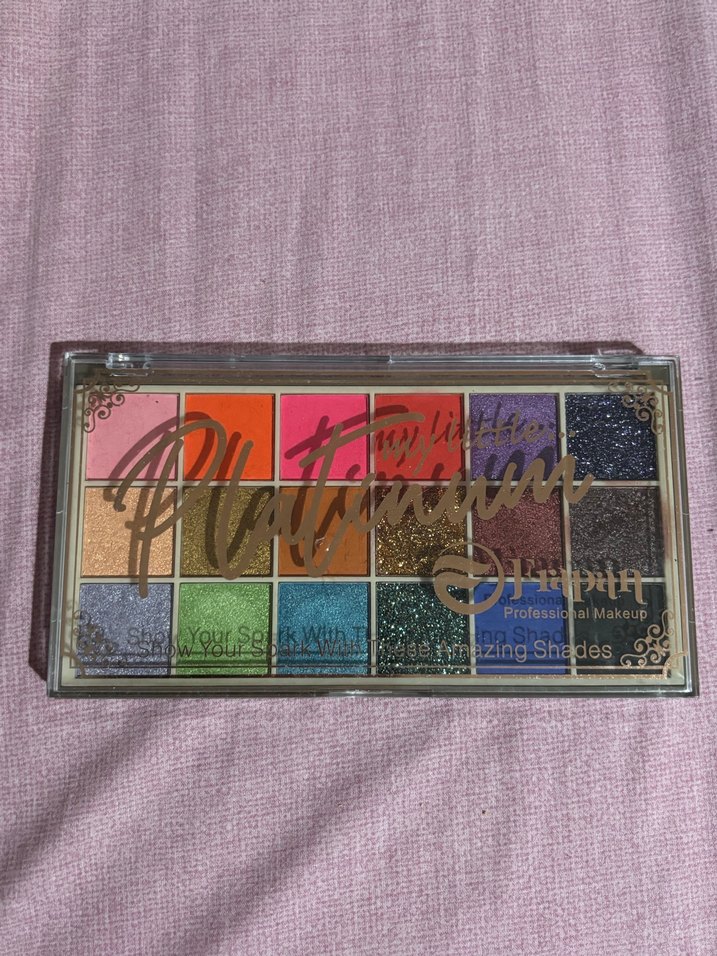 my little...
Platinum
Frapan
Professional Makeup
Show Your Spark With These Amazing Shades